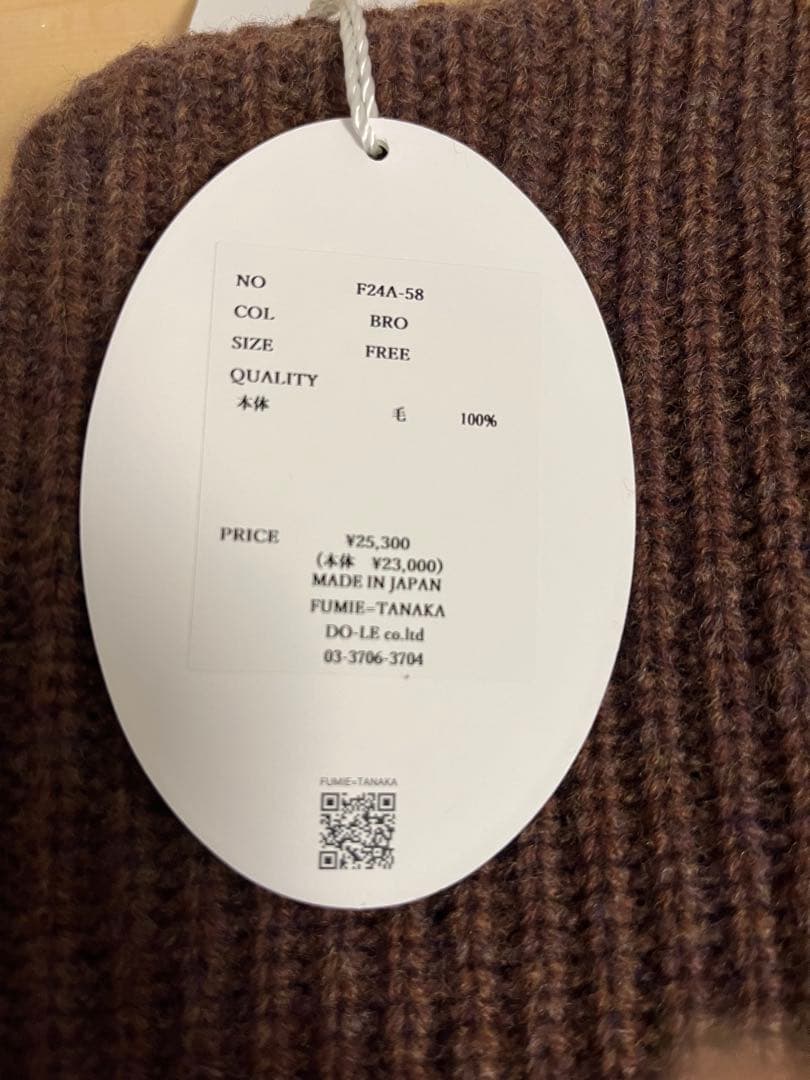 NO F24A-58
COL BRO
SIZE FREE
QUALITY
本体 毛 100%
PRICE ¥25,300
(本体 ¥23,000)
MADE IN JAPAN
FUMIE=TANAKA
DO-LE co.ltd
03-3706-3704
FUMIE=TANAKA